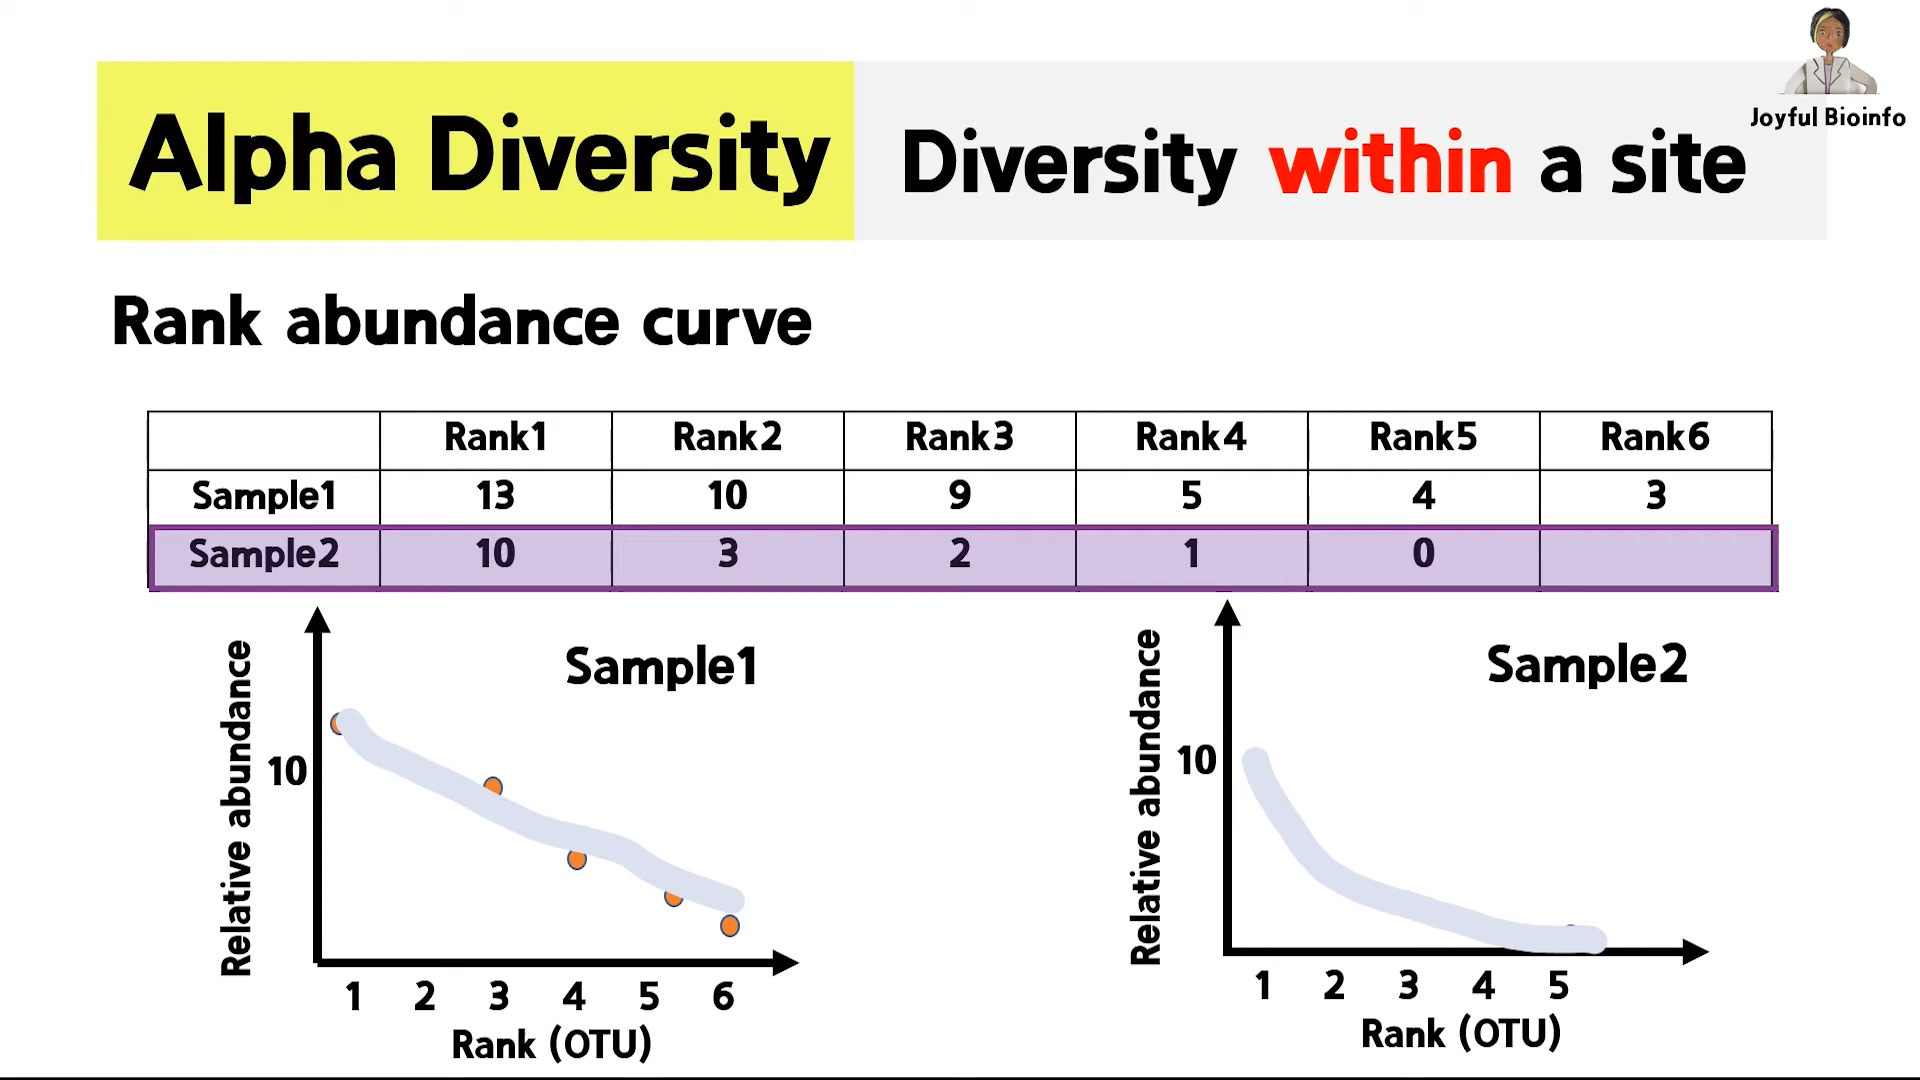 Joyful Bioinfo
Alpha Diversity
Diversity within a site
Rank abundance curve
Rank1 Rank2 Rank3 Rank4 Rank5 Rank6
Sample1 13 10 9 5 4 3
Sample2 10 3 2 1 0
Relative abundance
Sample1
10
1 2 3 4 5 6
Rank (OTU)
Relative abundance
Sample2
10
1 2 3 4 5
Rank (OTU)